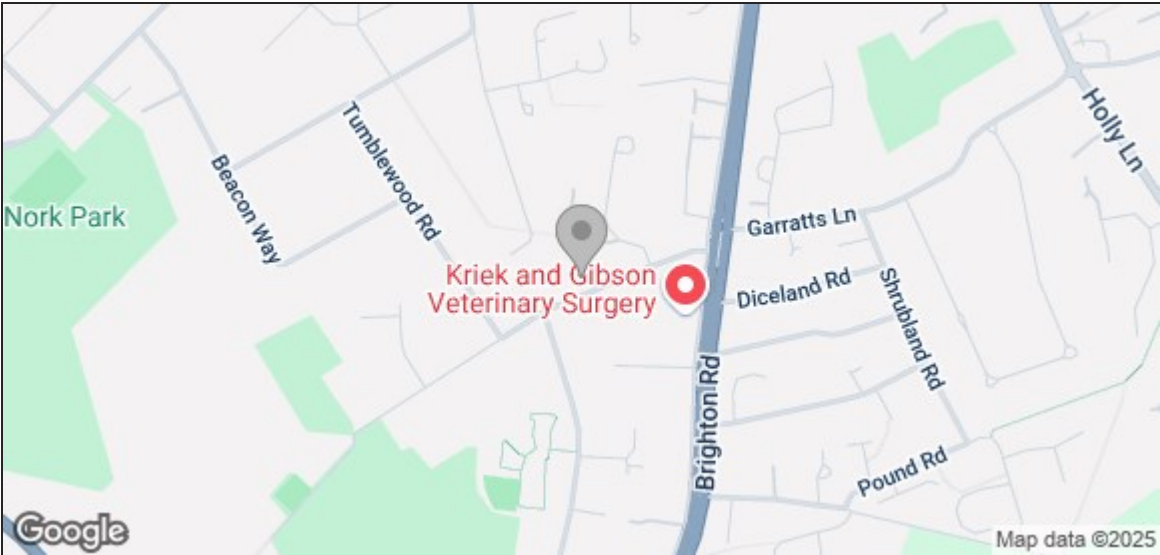 Holly Ln
Tumblewood Rd
Beacon Way
Nork Park
Garratts Ln
Kriek and Gibson
Veterinary Surgery
Diceland Rd
Shrubland Rd
Brighton Rd
Pound Rd
Google
Map data ©2025